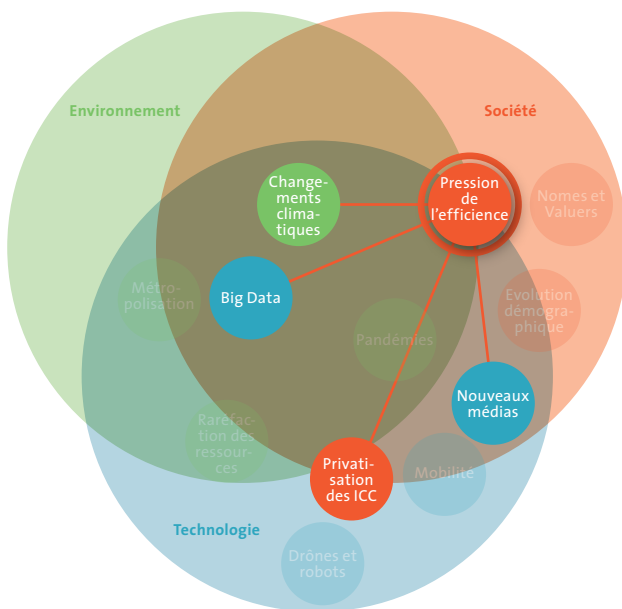 Environnement
Société
Change-
ments
clima-
tiques
Pression
de
l'efficience
Nomes et
Valuers
Métro-
polisation
Big Data
Evolution
démogra-
phique
Pandémies
Nouveaux
médias
Raréfac-
tion des
ressour-
ces
Privati-
sation
des ICC
Mobilité
Technologie
Drônes et
robots